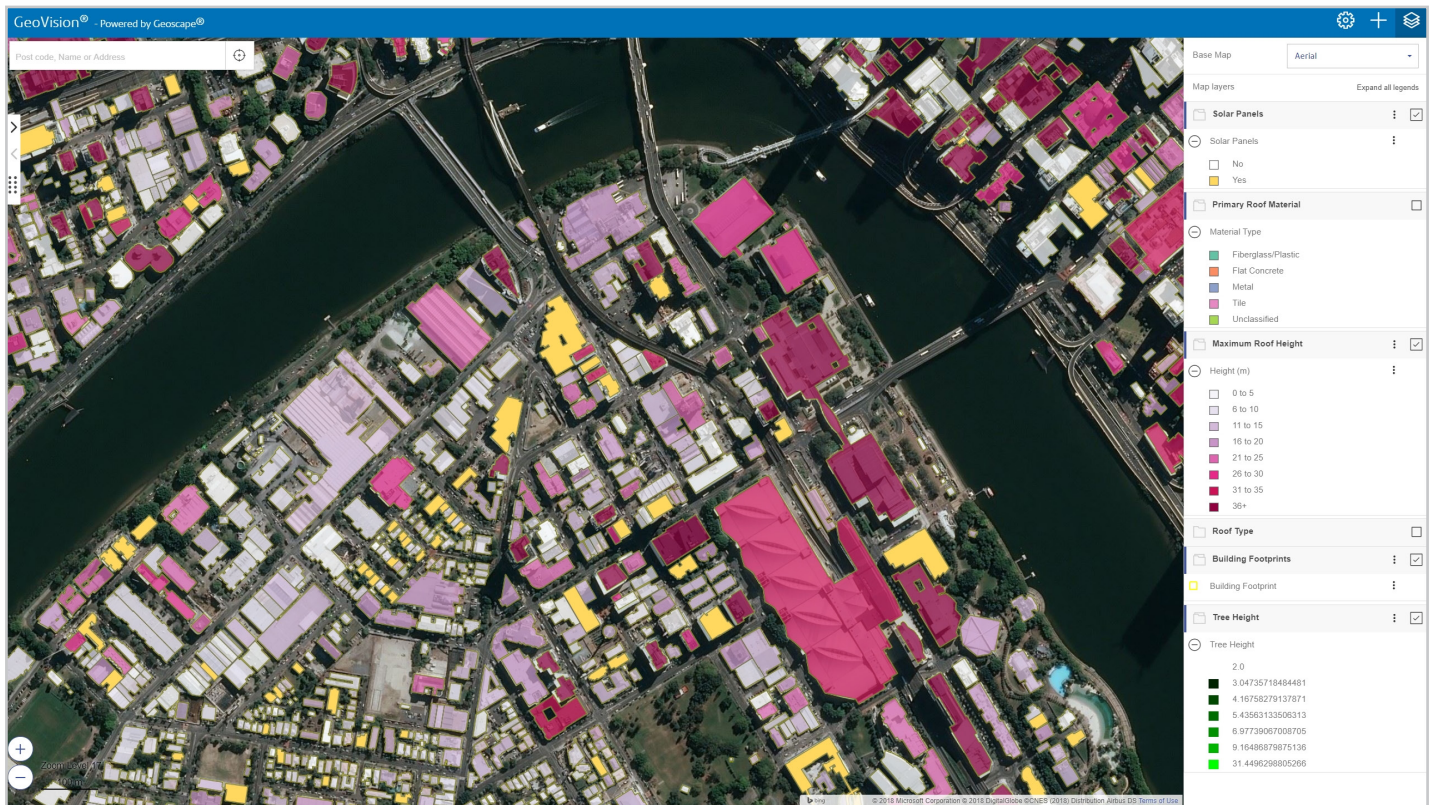 GeoVision® - Powered by Geoscape®
Post code, Name or Address
Base Map
Aerial
Map layers
Expand all legends
Solar Panels
Solar Panels
No
Yes
Primary Roof Material
Material Type
Fiberglass/Plastic
Flat Concrete
Metal
Tile
Unclassified
Maximum Roof Height
Height (m)
0 to 5
6 to 10
11 to 15
16 to 20
21 to 25
26 to 30
31 to 35
36+
Roof Type
Building Footprints
Building Footprint
Tree Height
Tree Height
2.0
3.04735718484481
4.16758279137871
5.43563133506313
6.97739067008705
9.16486879875136
31.4496298805266
Zoom Level 17
bing
© 2018 Microsoft Corporation © 2018 DigitalGlobe ©CNES (2018) Distribution Airbus DS Terms of Use